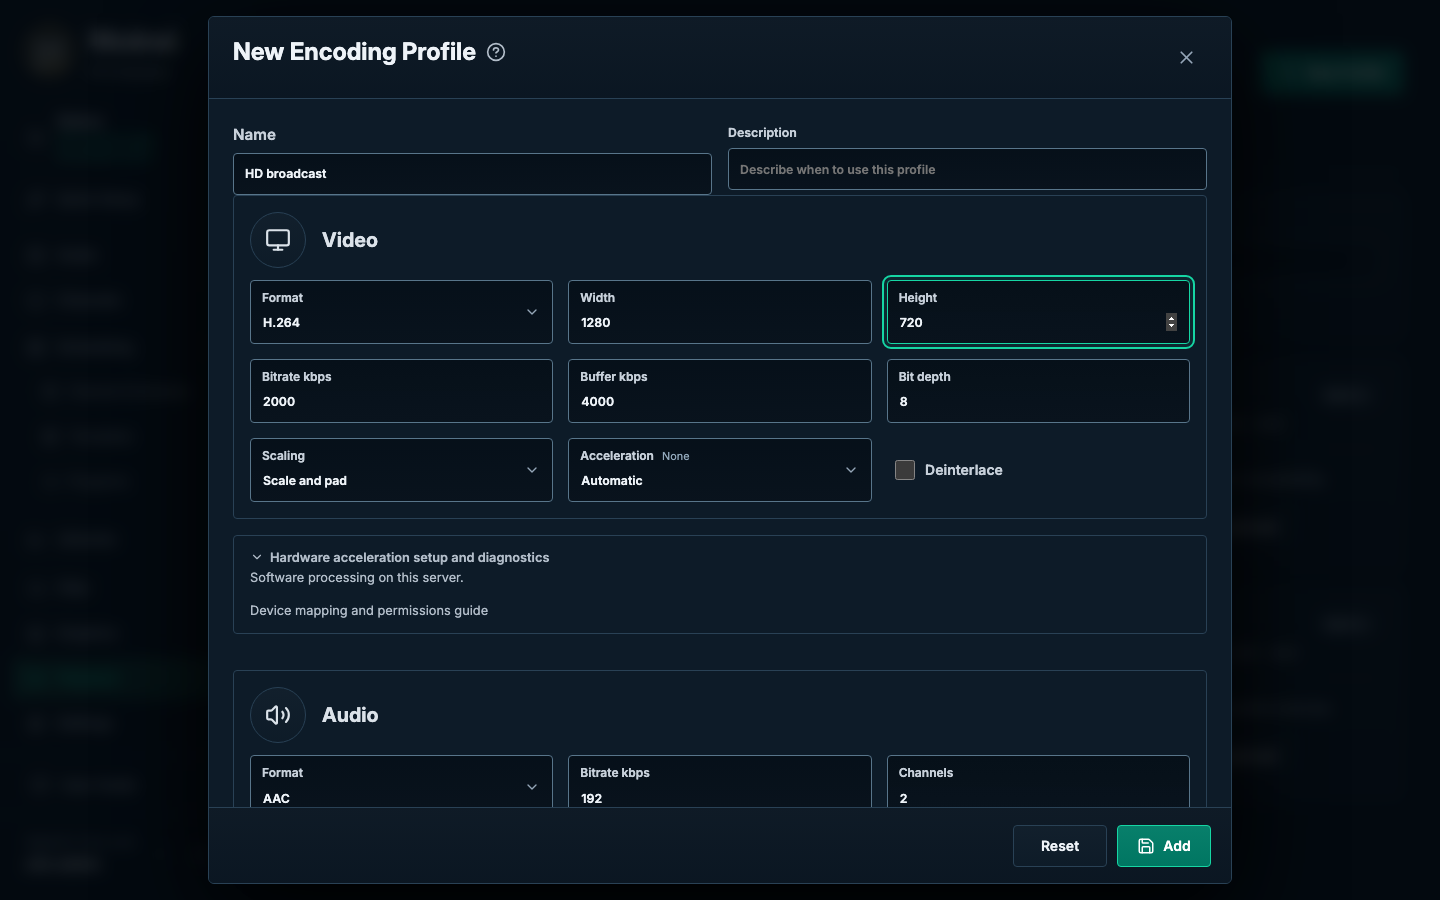 New Encoding Profile
Name
Description
HD broadcast
Describe when to use this profile
Video
Format
H.264
Width
1280
Height
720
Bitrate kbps
2000
Buffer kbps
4000
Bit depth
8
Scaling
Scale and pad
Acceleration None
Automatic
Deinterlace
Hardware acceleration setup and diagnostics
Software processing on this server.
Device mapping and permissions guide
Audio
Format
AAC
Bitrate kbps
192
Channels
2
Reset
Add